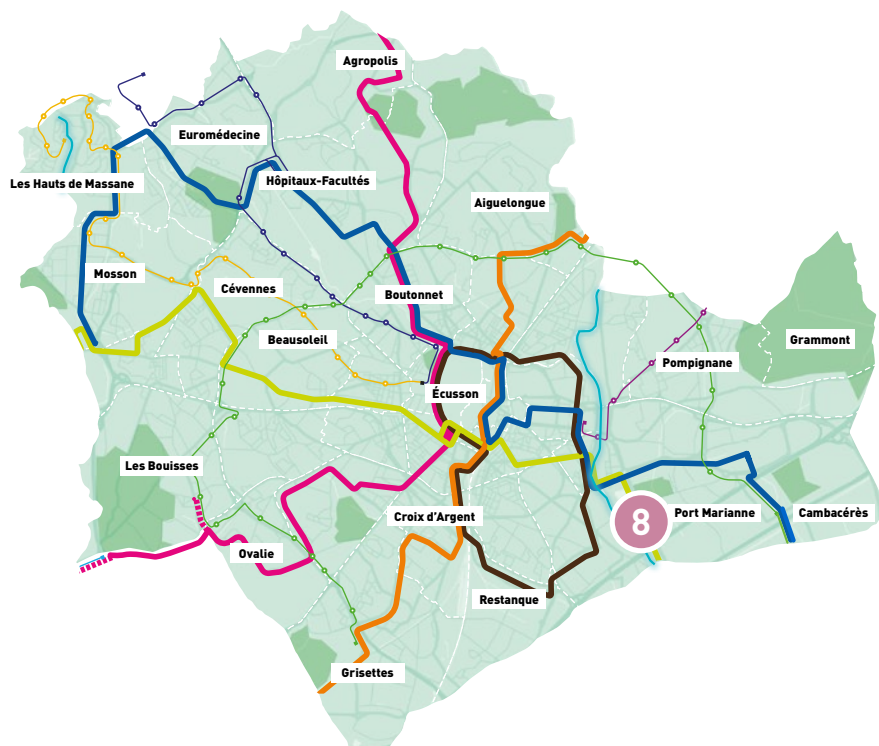 Agropolis
Euromédecine
Les Hauts de Massane
Hôpitaux-Facultés
Aiguelongue
Mosson
Cévennes
Boutonnet
Beausoleil
Grammont
Pompignane
Écusson
Les Bouisses
Croix d'Argent
8
Port Marianne
Cambacérès
Ovalie
Restanque
Grisettes